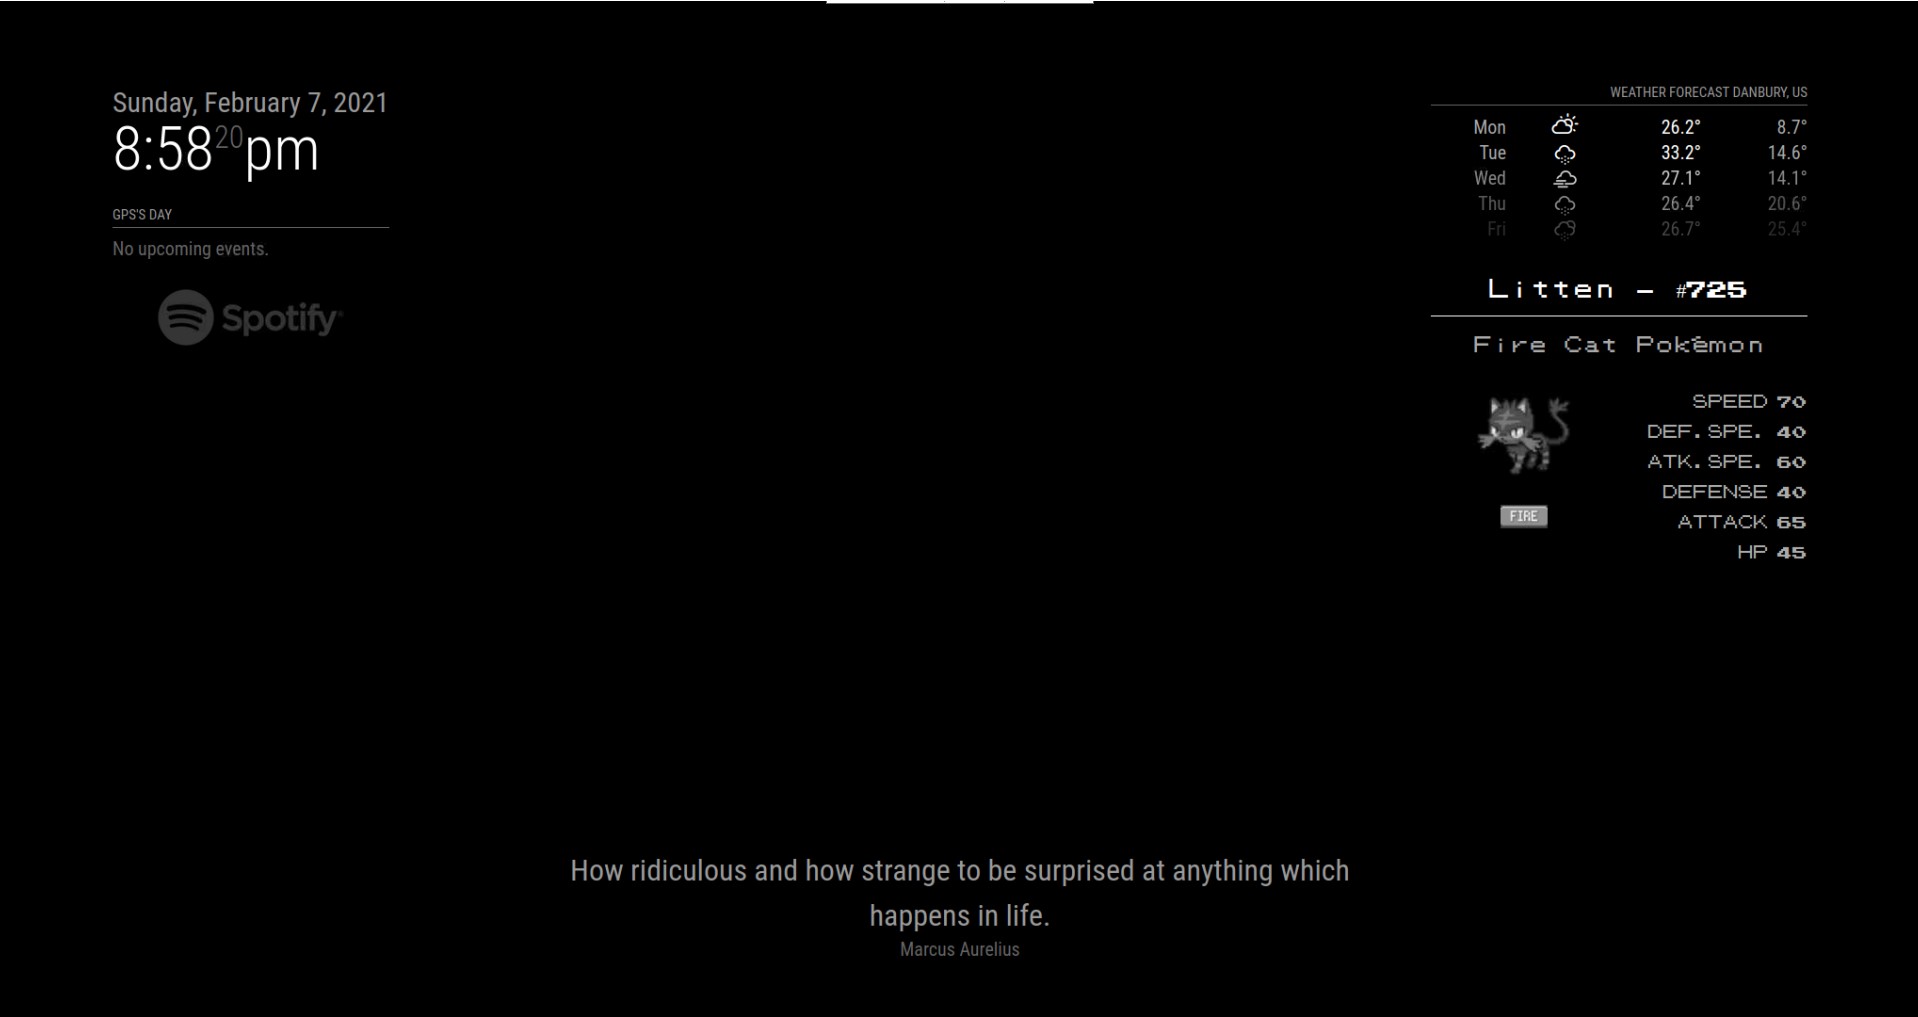 Sunday, February 7, 2021
8:58 20 pm
GPS'S DAY
No upcoming events.
Spotify®
WEATHER FORECAST DANBURY, US
Mon 26.2° 8.7°
Tue 33.2° 14.6°
Wed 27.1° 14.1°
Thu 26.4° 20.6°
Fri 26.7° 25.4°
Litten - #725
Fire Cat Pokémon
SPEED 70
DEF. SPE. 40
ATK. SPE. 60
DEFENSE 40
ATTACK 65
HP 45
FIRE
How ridiculous and how strange to be surprised at anything which
happens in life.
Marcus Aurelius